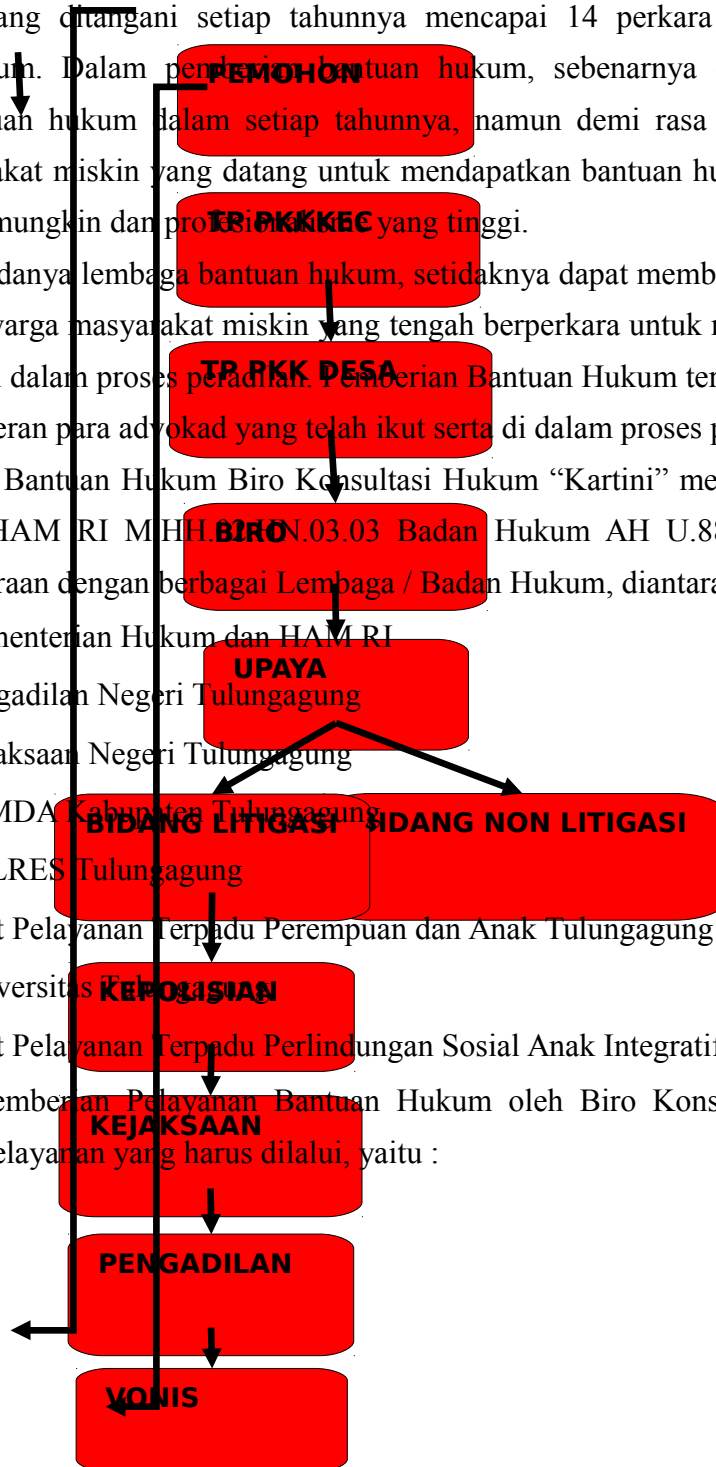 ang ditangani setiap tahunnya mencapai 14 perkara
um. Dalam pemberian bantuan hukum, sebenarnya
PEMOHON
uan hukum dalam setiap tahunnya, namun demi rasa
akat miskin yang datang untuk mendapatkan bantuan hu
mungkin dan profesionalisme yang tinggi.
TP PKK KEC
danya lembaga bantuan hukum, setidaknya dapat memb
warga masyarakat miskin yang tengah berperkara untuk
dalam proses peradilan. Pemberian Bantuan Hukum ter
TP PKK DESA
eran para advokad yang telah ikut serta di dalam proses p
Bantuan Hukum Biro Konsultasi Hukum “Kartini” me
HAM RI M.HH.02.HN.03.03 Badan Hukum AH U.88
BIRO
raan dengan berbagai Lembaga / Badan Hukum, diantara
menterian Hukum dan HAM RI
UPAYA
gadilan Negeri Tulungagung
aksaan Negeri Tulungagung
MDA Kabupaten Tulungagung
BIDANG LITIGASI
BIDANG NON LITIGASI
LRES Tulungagung
t Pelayanan Terpadu Perempuan dan Anak Tulungagung
versitas Tulungagung
KEPOLISIAN
t Pelayanan Terpadu Perlindungan Sosial Anak Integratif
emberian Pelayanan Bantuan Hukum oleh Biro Kons
KEJAKSAAN
elayanan yang harus dilalui, yaitu :
PENGADILAN
VONIS